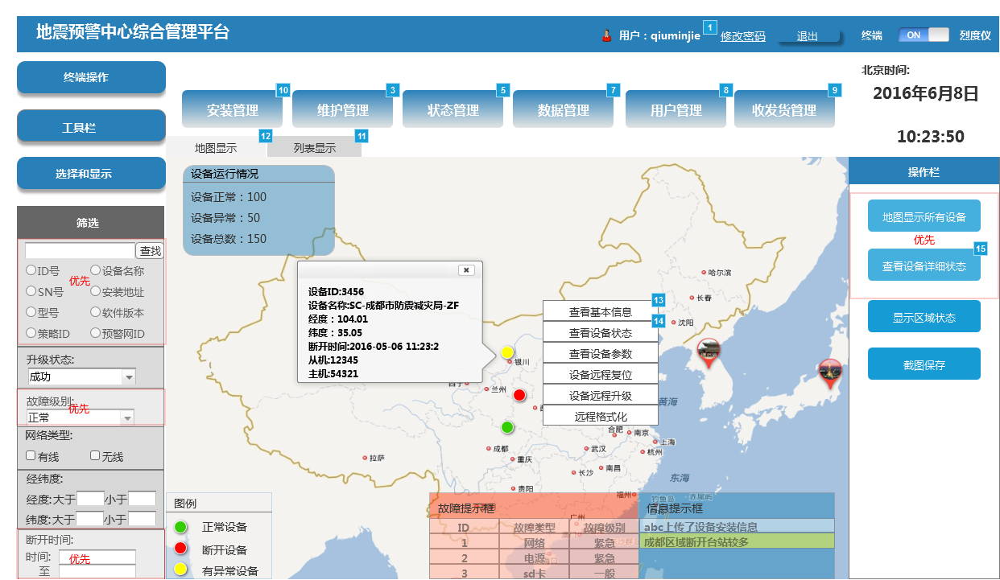 地震预警中心综合管理平台
用户：qiuminjie
1
修改密码
退出
终端
ON
烈度仪
终端操作
工具栏
选择和显示
安装管理
10
维护管理
3
状态管理
5
数据管理
7
用户管理
8
收发货管理
9
北京时间:
2016年6月8日
10:23:50
地图显示
12
列表显示
11
设备运行情况
设备正常：100
设备异常：50
设备总数：150
筛选
查找
ID号
设备名称
优先
SN号
安装地址
型号
软件版本
策略ID
预警网ID
升级状态:
成功
故障级别:
优先
正常
网络类型:
有线
无线
经纬度:
经度:大于
小于
纬度:大于
小于
断开时间:
时间:
优先
至
设备ID:3456
设备名称:SC-成都市防震减灾局-ZF
经度：104.01
纬度：35.05
断开时间:2016-05-06 11:23:2
从机:12345
主机:54321
查看基本信息
13
查看设备状态
14
查看设备参数
设备远程复位
设备远程升级
远程格式化
哈尔滨
长春
沈阳
银川
兰州
黄海
合肥
南京
上海
成都
武汉
杭州
重庆
拉萨
长沙
南昌
东海
贵阳
福州
钓鱼岛
赤尾屿
广州
操作栏
地图显示所有设备
优先
查看设备详细状态
15
显示区域状态
截图保存
图例
正常设备
断开设备
有异常设备
故障提示框
ID
故障类型
故障级别
1
网络
紧急
2
电源
紧急
3
sd卡
一般
信息提示框
abc上传了设备安装信息
成都区域断开台站较多